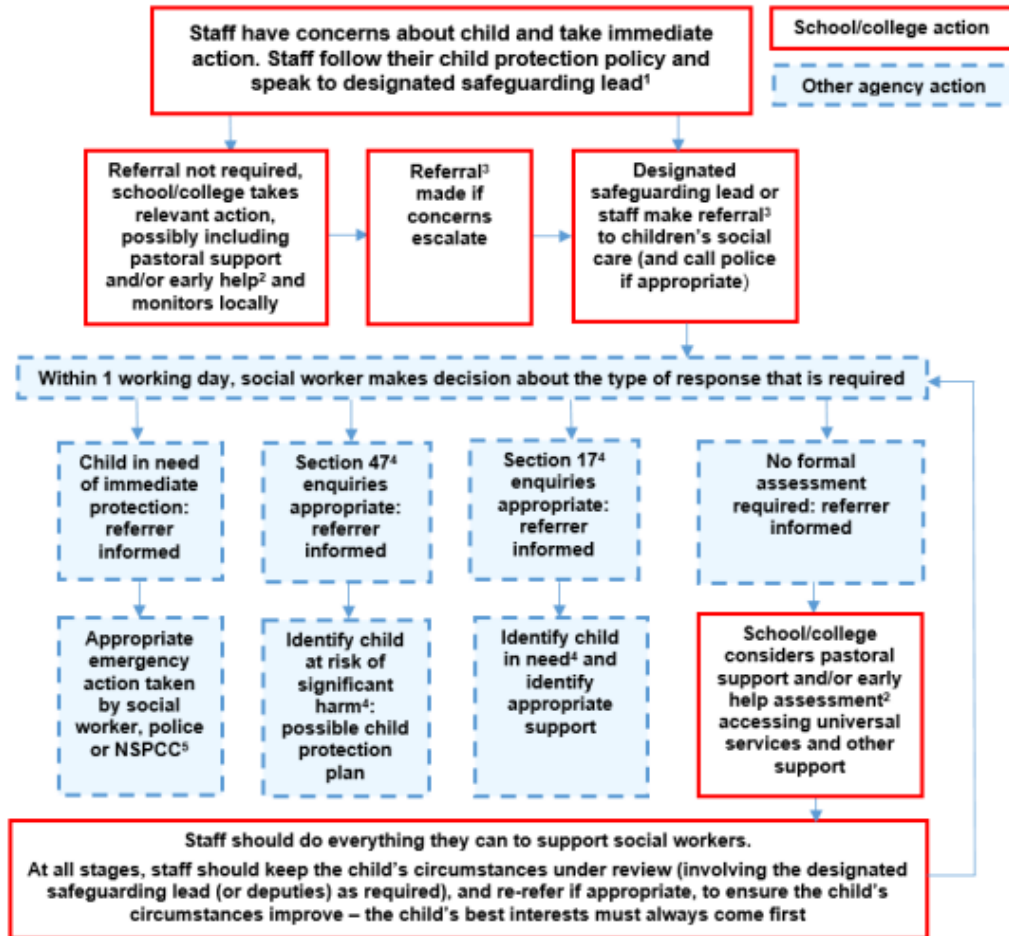 Staff have concerns about child and take immediate
action. Staff follow their child protection policy and
speak to designated safeguarding lead¹
School/college action
Other agency action
Referral not required,
school/college takes
relevant action,
possibly including
pastoral support
and/or early help² and
monitors locally
Referral³
made if
concerns
escalate
Designated
safeguarding lead or
staff make referral³
to children's social
care (and call police
if appropriate)
Within 1 working day, social worker makes decision about the type of response that is required
Child in need
of immediate
protection:
referrer
informed
Section 47⁴
enquiries
appropriate:
referrer
informed
Section 17⁴
enquiries
appropriate:
referrer
informed
No formal
assessment
required: referrer
informed
Appropriate
emergency
action taken
by social
worker, police
or NSPCC⁵
Identify child
at risk of
significant
harm⁴:
possible child
protection
plan
Identify child
in need⁴ and
identify
appropriate
support
School/college
considers pastoral
support and/or early
help assessment²
accessing universal
services and other
support
Staff should do everything they can to support social workers.
At all stages, staff should keep the child's circumstances under review (involving the designated
safeguarding lead (or deputies) as required), and re-refer if appropriate, to ensure the child's
circumstances improve – the child's best interests must always come first